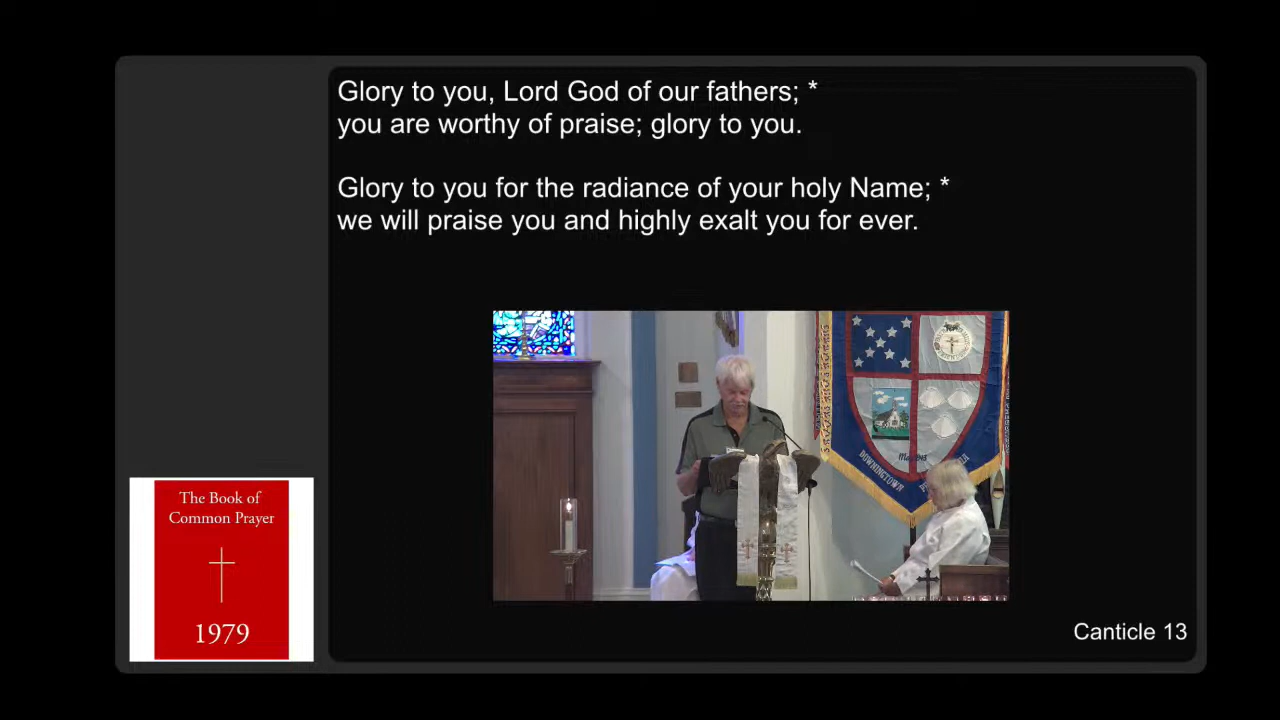 Glory to you, Lord God of our fathers; *
you are worthy of praise; glory to you.
Glory to you for the radiance of your holy Name; *
we will praise you and highly exalt you for ever.
DOWNINGTOWN
The Book of
Common Prayer
1979
Canticle 13